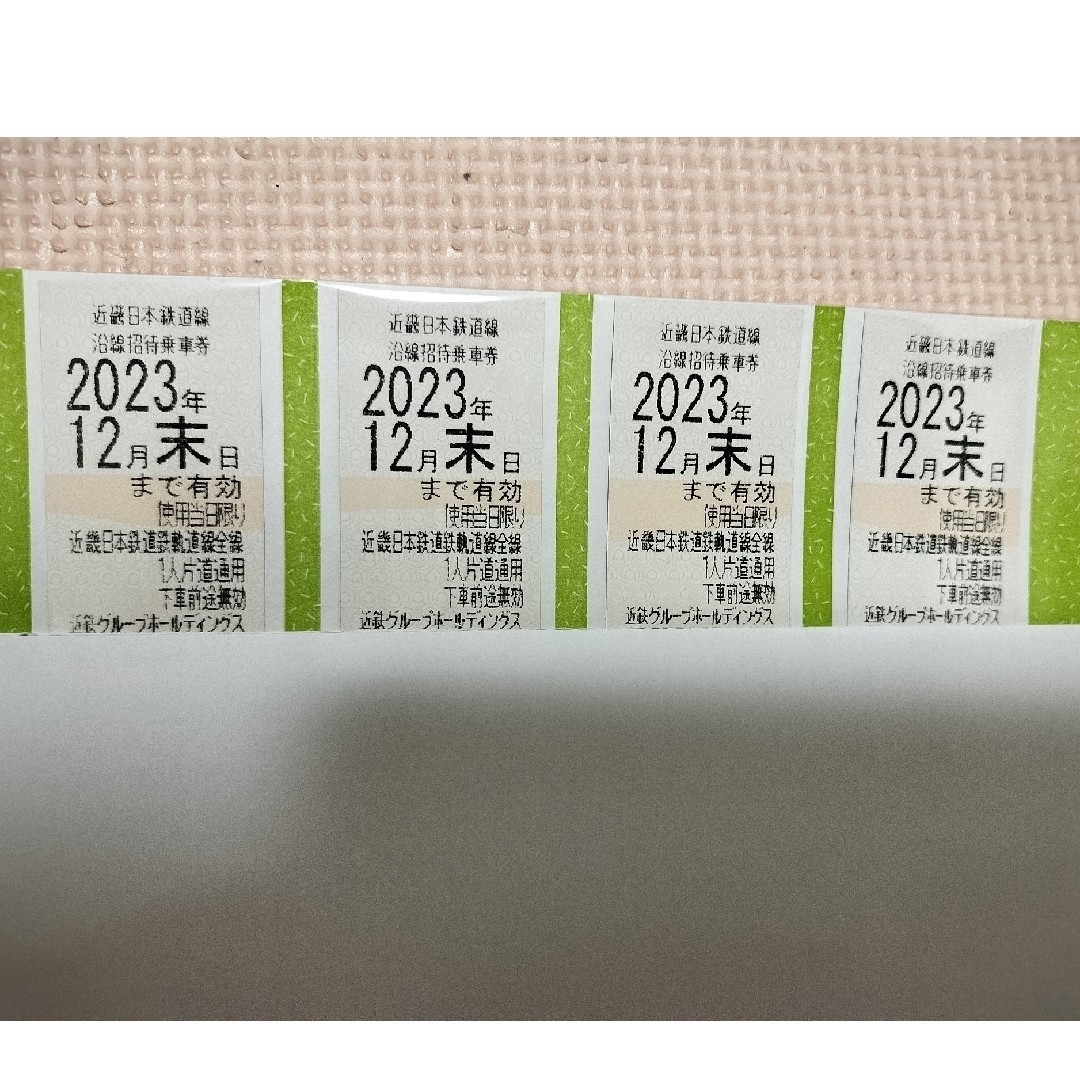 近畿日本鉄道線
沿線招待乗車券
2023年
12月末日
まで有効
使用当日限り
近畿日本鉄道鉄軌道線全線
1人片道通用
下車前途無効
近鉄グループホールディングス
近畿日本鉄道線
沿線招待乗車券
2023年
12月末日
まで有効
使用当日限り
近畿日本鉄道鉄軌道線全線
1人片道通用
下車前途無効
近鉄グループホールディングス
近畿日本鉄道線
沿線招待乗車券
2023年
12月末日
まで有効
使用当日限り
近畿日本鉄道鉄軌道線全線
1人片道通用
下車前途無効
近鉄グループホールディングス
近畿日本鉄道線
沿線招待乗車券
2023年
12月末日
まで有効
使用当日限り
近畿日本鉄道鉄軌道線全線
1人片道通用
下車前途無効
近鉄グループホールディングス